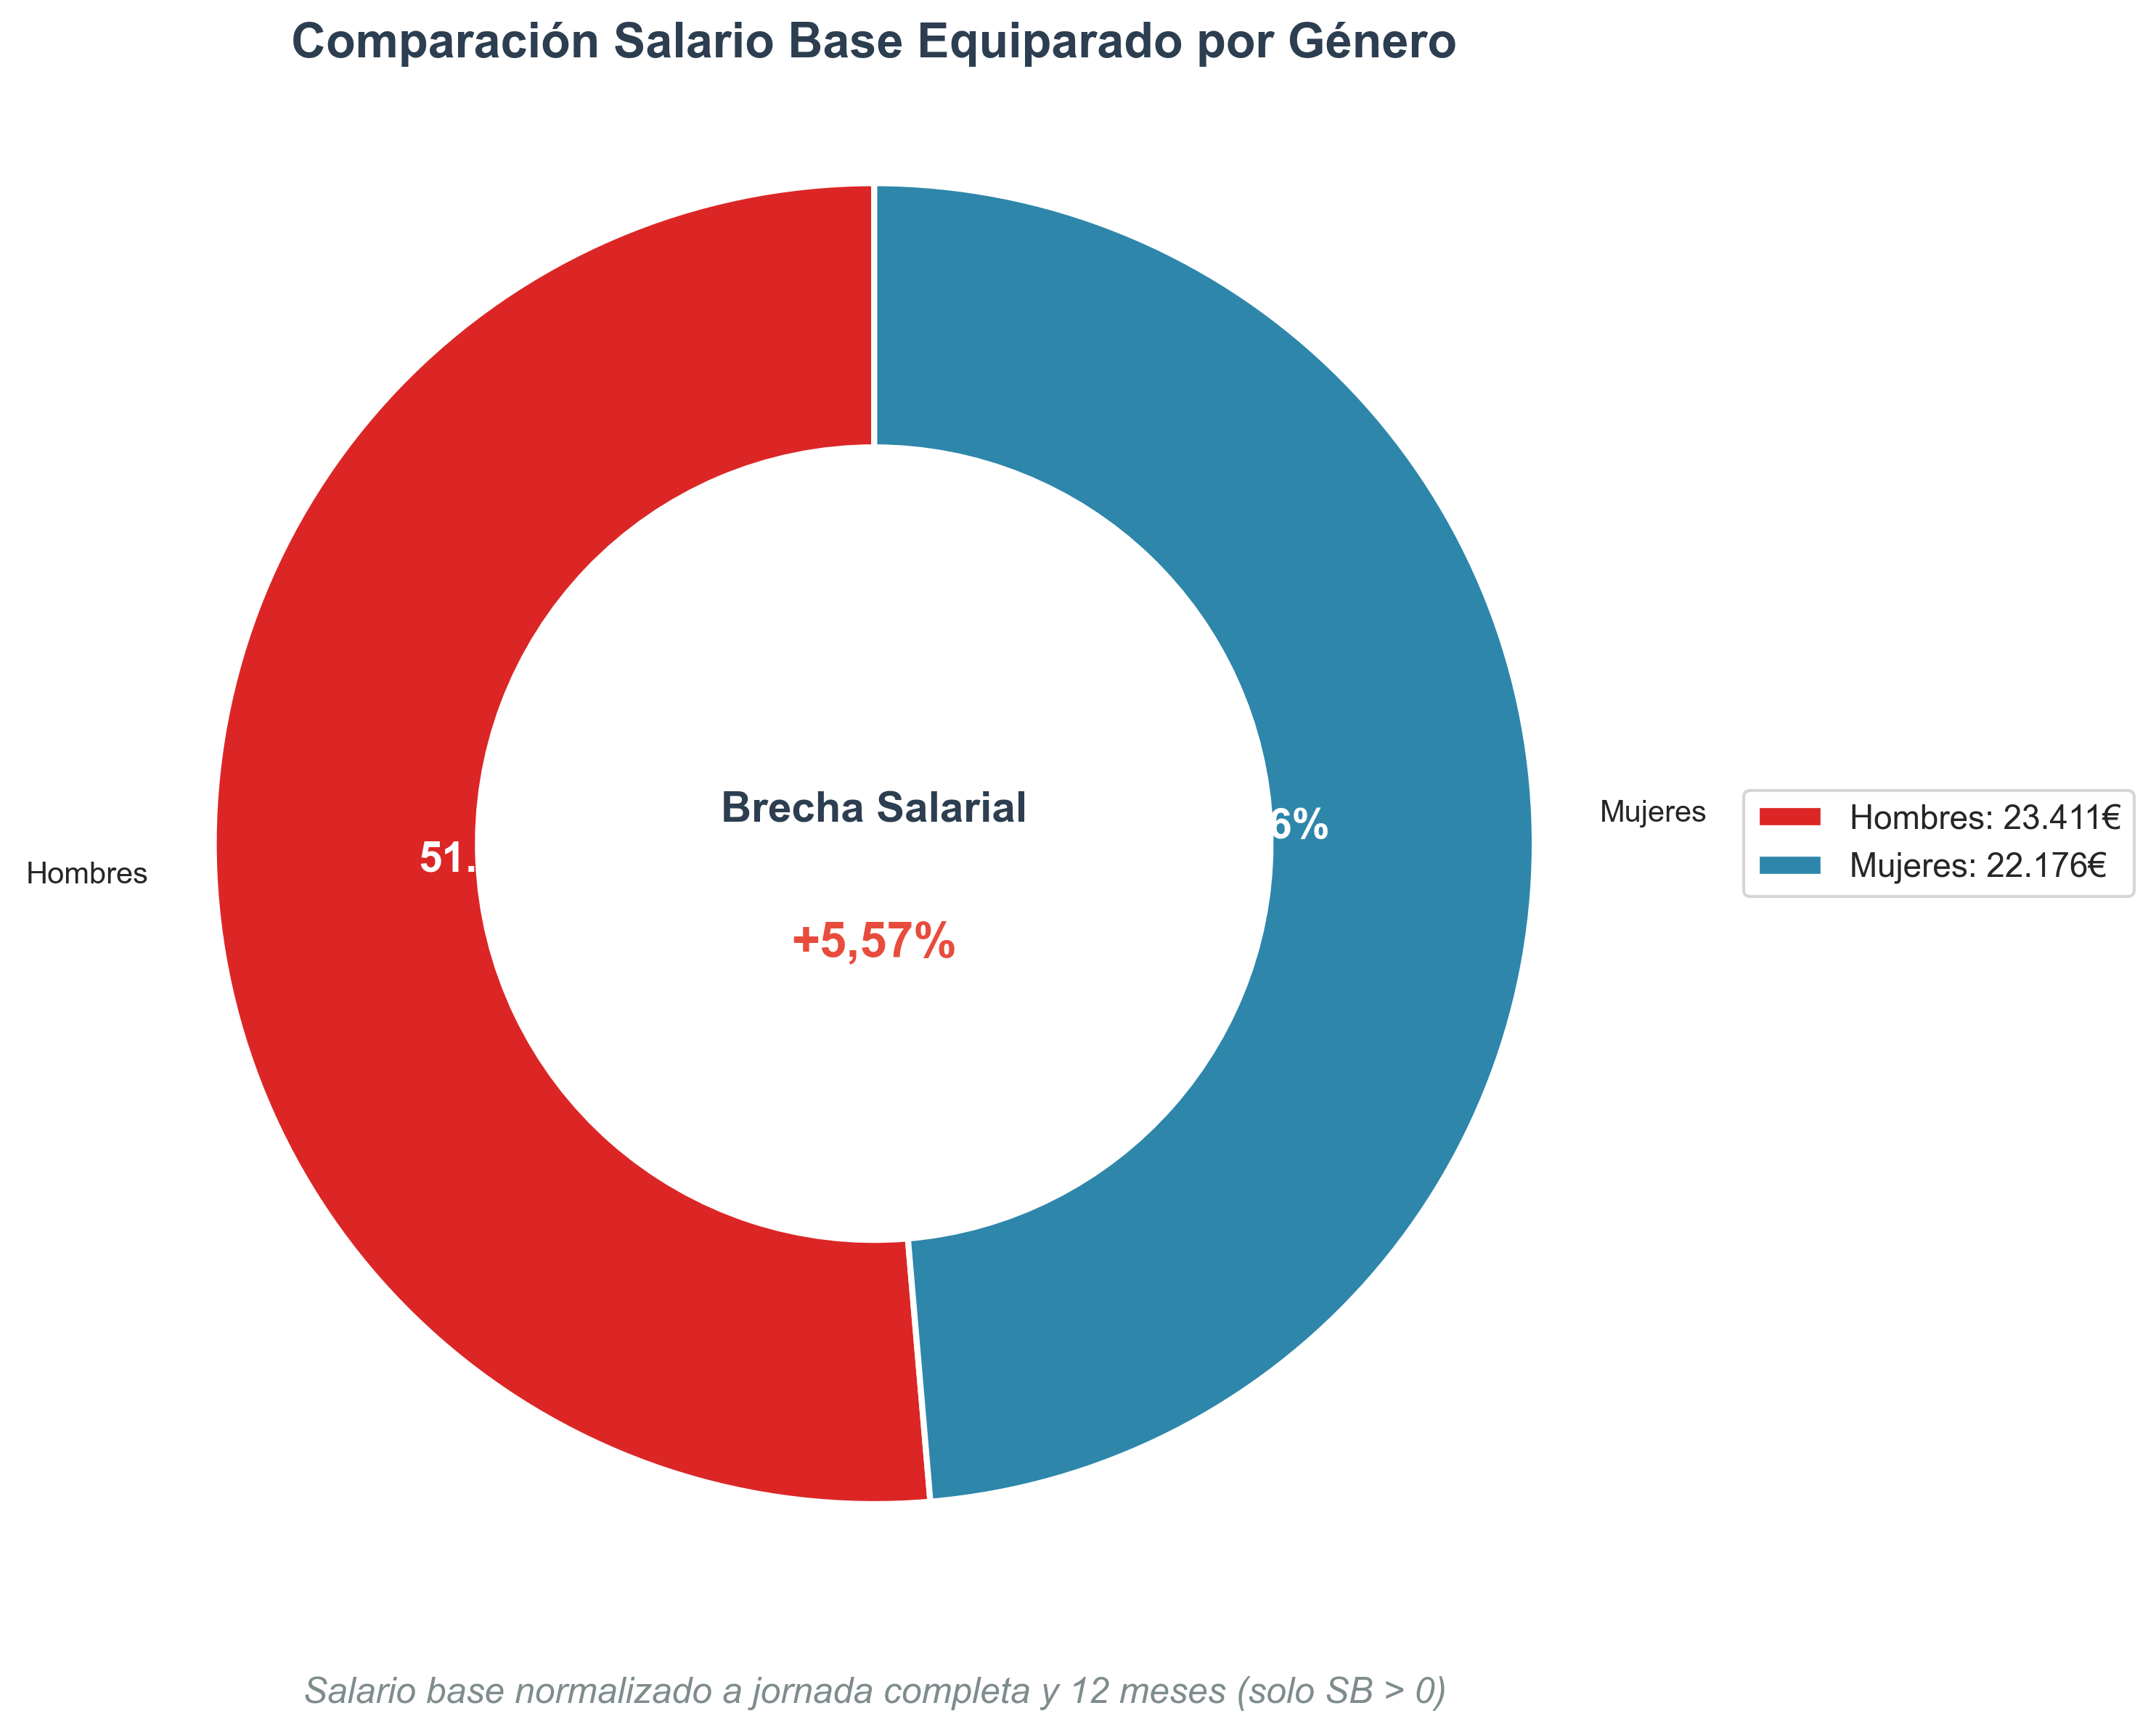 Comparación Salario Base Equiparado por Género
Brecha Salarial
+5,57%
Hombres
51.
6%
Mujeres
Hombres: 23.411€
Mujeres: 22.176€
Salario base normalizado a jornada completa y 12 meses (solo SB > 0)